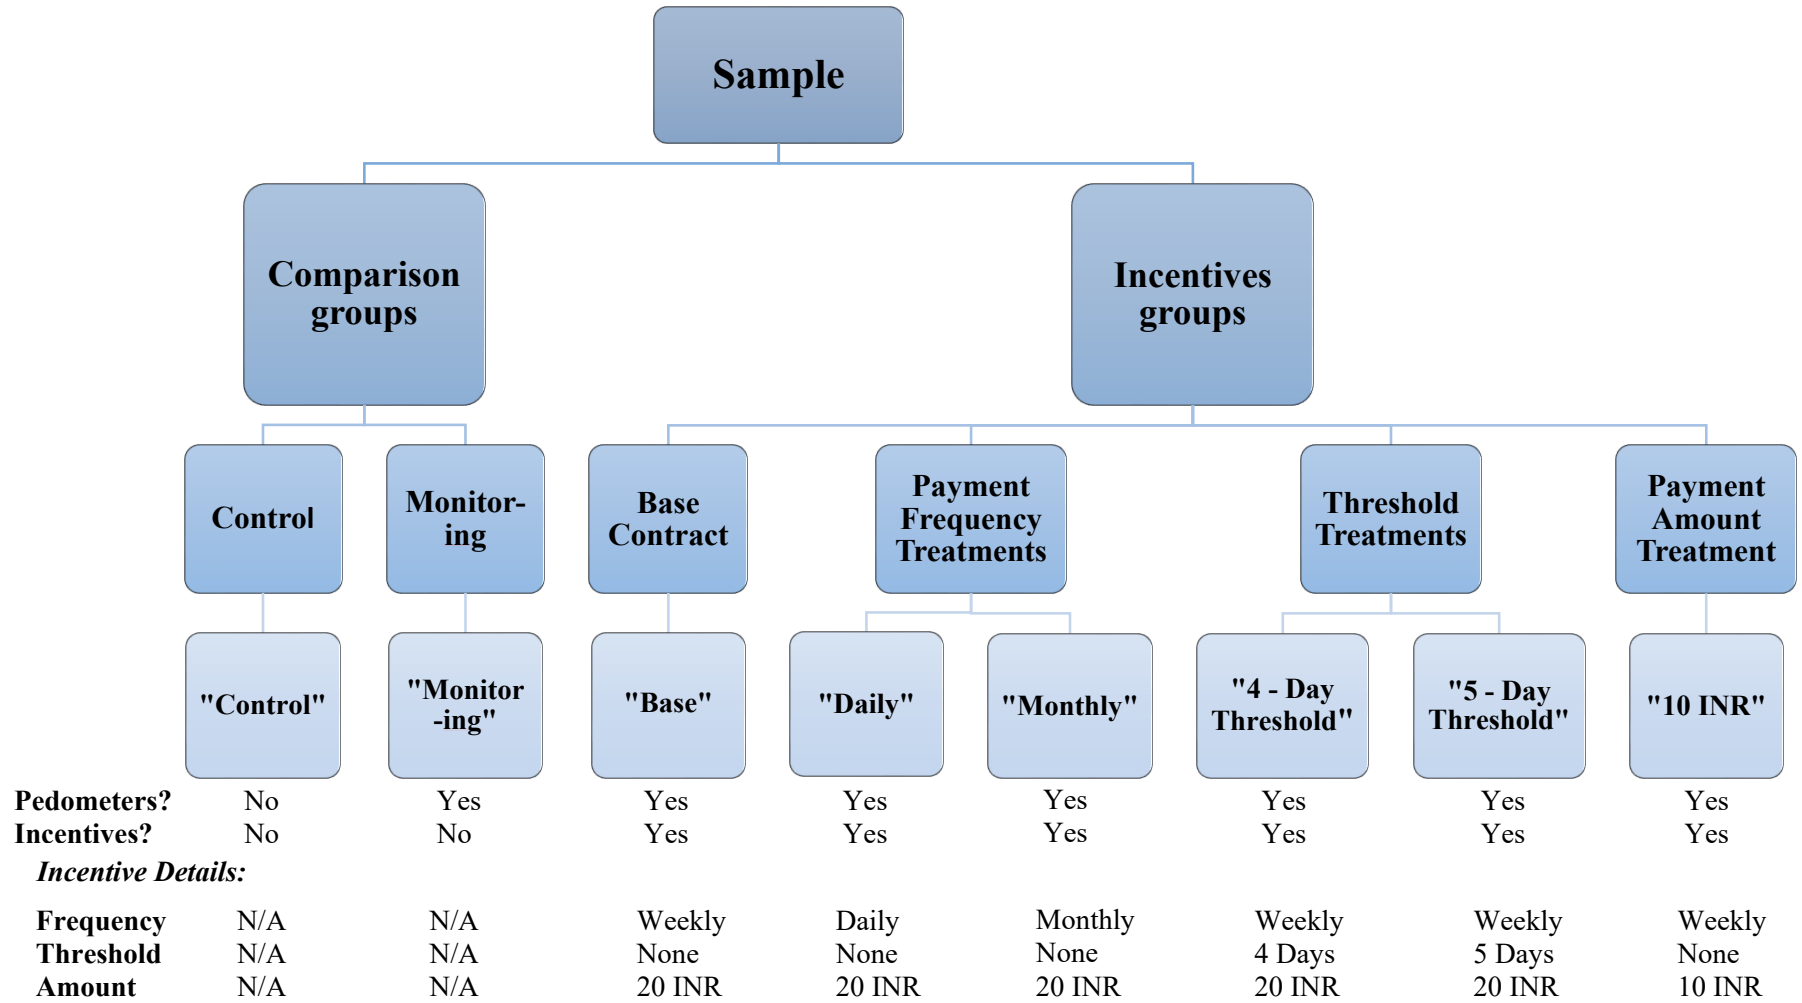 Sample
Comparison
groups
Incentives
groups
Control
Monitor-
ing
Base
Contract
Payment
Frequency
Treatments
Threshold
Treatments
Payment
Amount
Treatment
"Control"
"Monitor
-ing"
"Base"
"Daily"
"Monthly"
"4 - Day
Threshold"
"5 - Day
Threshold"
"10 INR"
Pedometers? No Yes Yes Yes Yes Yes Yes Yes
Incentives? No No Yes Yes Yes Yes Yes Yes
Incentive Details:
Frequency N/A N/A Weekly Daily Monthly Weekly Weekly Weekly
Threshold N/A N/A None None None 4 Days 5 Days None
Amount N/A N/A 20 INR 20 INR 20 INR 20 INR 20 INR 10 INR